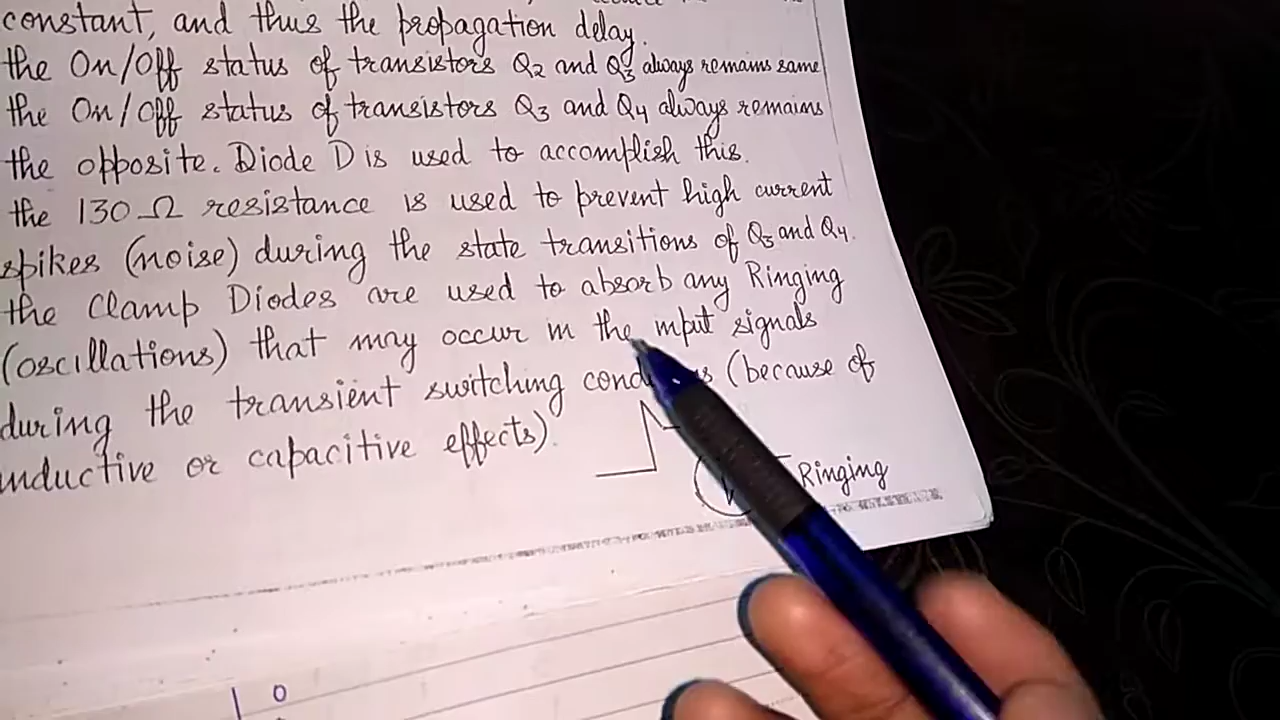 constant, and thus the propagation delay.
the On/Off status of transistors Q2 and Q3 always remains same
the On/Off status of transistors Q3 and Q4 always remains
the opposite. Diode D is used to accomplish this.
the 130 Ω resistance is used to prevent high current
spikes (noise) during the state transitions of Q3 and Q4.
the Clamp Diodes are used to absorb any Ringing
(oscillations) that may occur in the input signals
during the transient switching (because of
inductive or capacitive effects).
Ringing
0